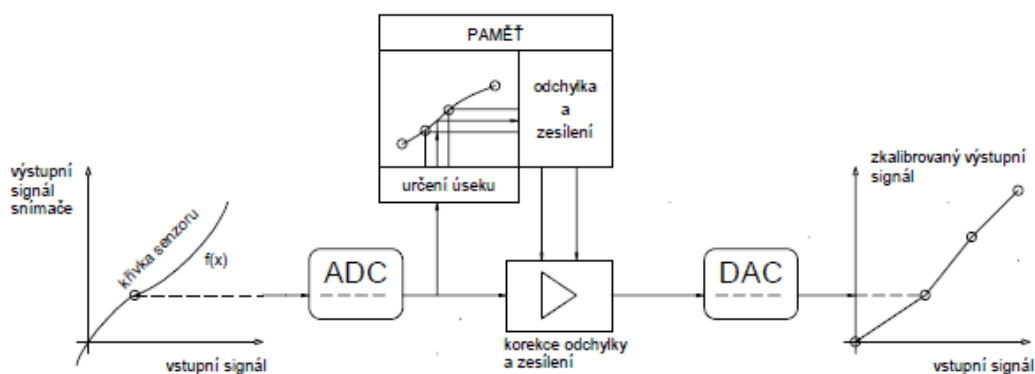 PAMĚŤ
odchylka
a
zesílení
určení úseku
výstupní
signál
snímače
křivka senzoru
f(x)
vstupní signál
ADC
korekce odchylky
a zesílení
DAC
zkalibrovaný výstupní
signál
vstupní signál